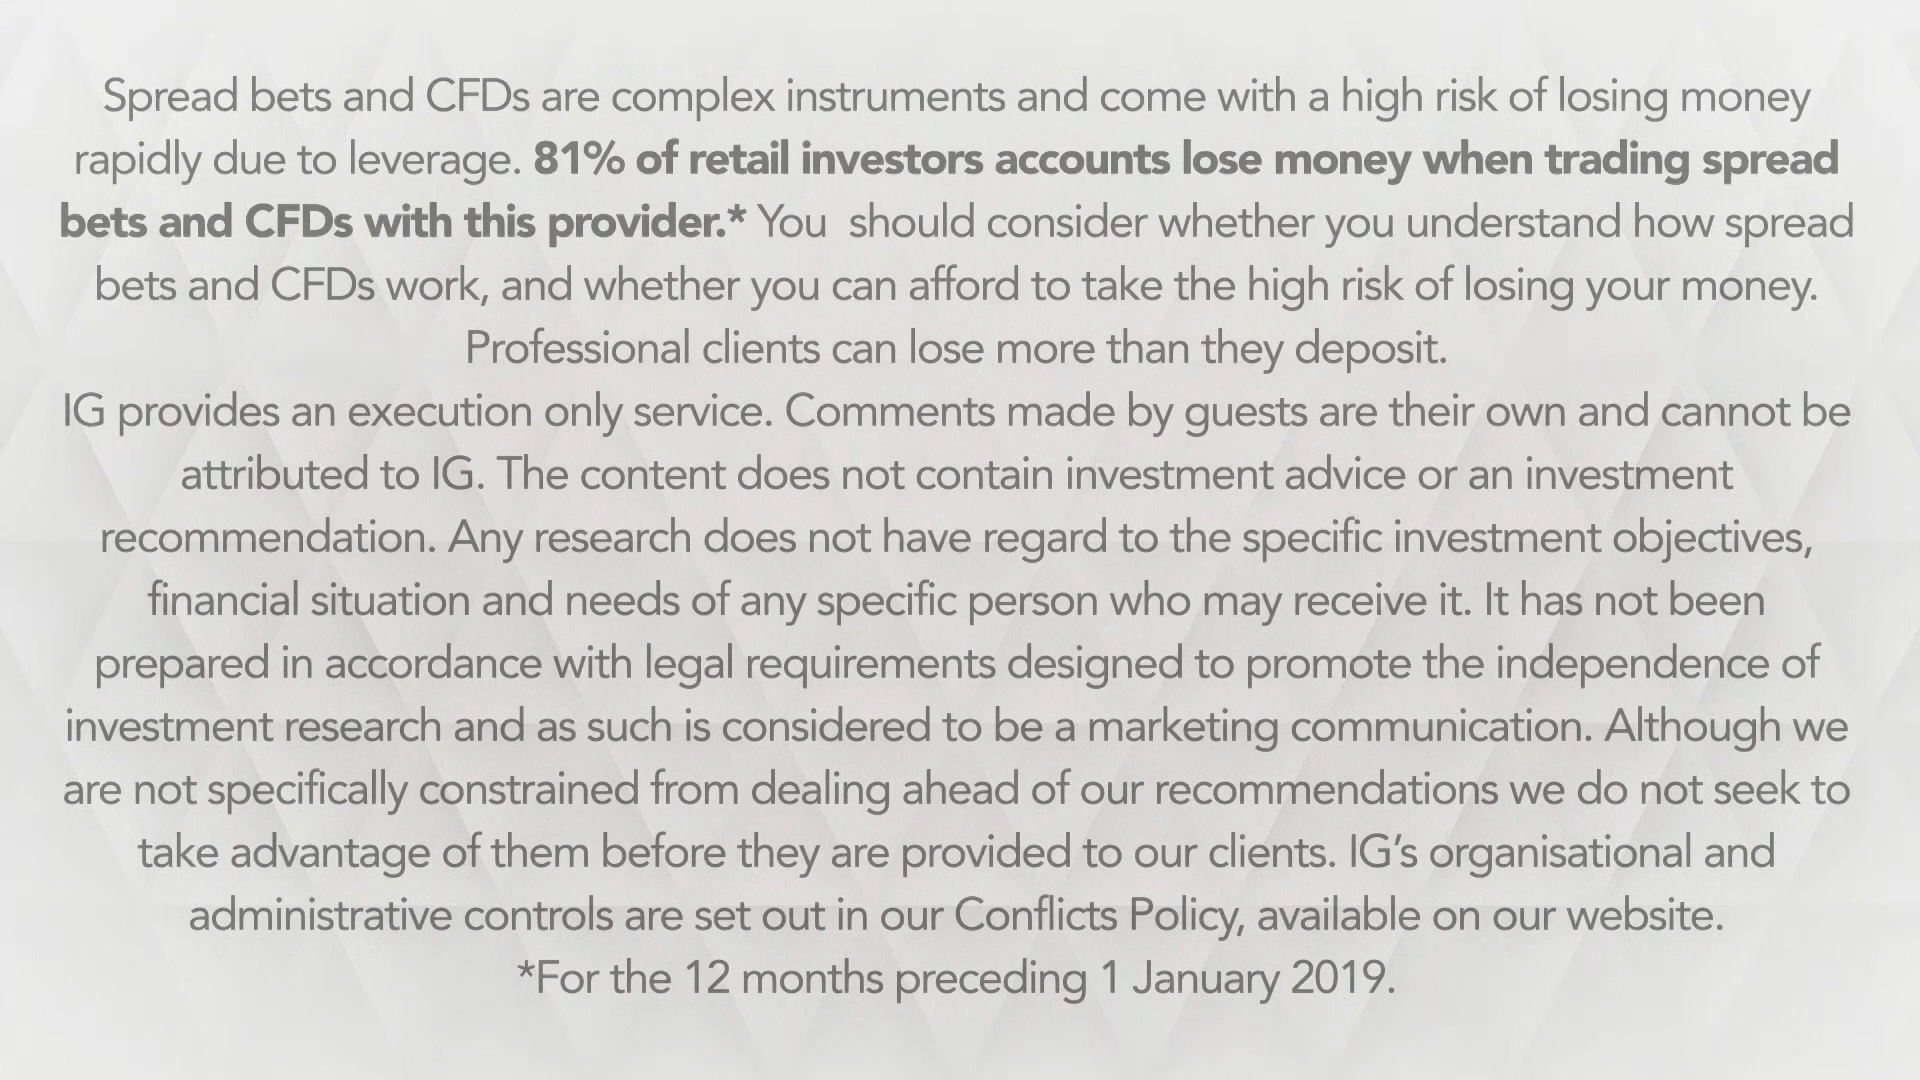 Spread bets and CFDs are complex instruments and come with a high risk of losing money
rapidly due to leverage. 81% of retail investors accounts lose money when trading spread
bets and CFDs with this provider.* You  should consider whether you understand how spread
bets and CFDs work, and whether you can afford to take the high risk of losing your money.
Professional clients can lose more than they deposit.
IG provides an execution only service. Comments made by guests are their own and cannot be
attributed to IG. The content does not contain investment advice or an investment
recommendation. Any research does not have regard to the specific investment objectives,
financial situation and needs of any specific person who may receive it. It has not been
prepared in accordance with legal requirements designed to promote the independence of
investment research and as such is considered to be a marketing communication. Although we
are not specifically constrained from dealing ahead of our recommendations we do not seek to
take advantage of them before they are provided to our clients. IG’s organisational and
administrative controls are set out in our Conflicts Policy, available on our website.
*For the 12 months preceding 1 January 2019.